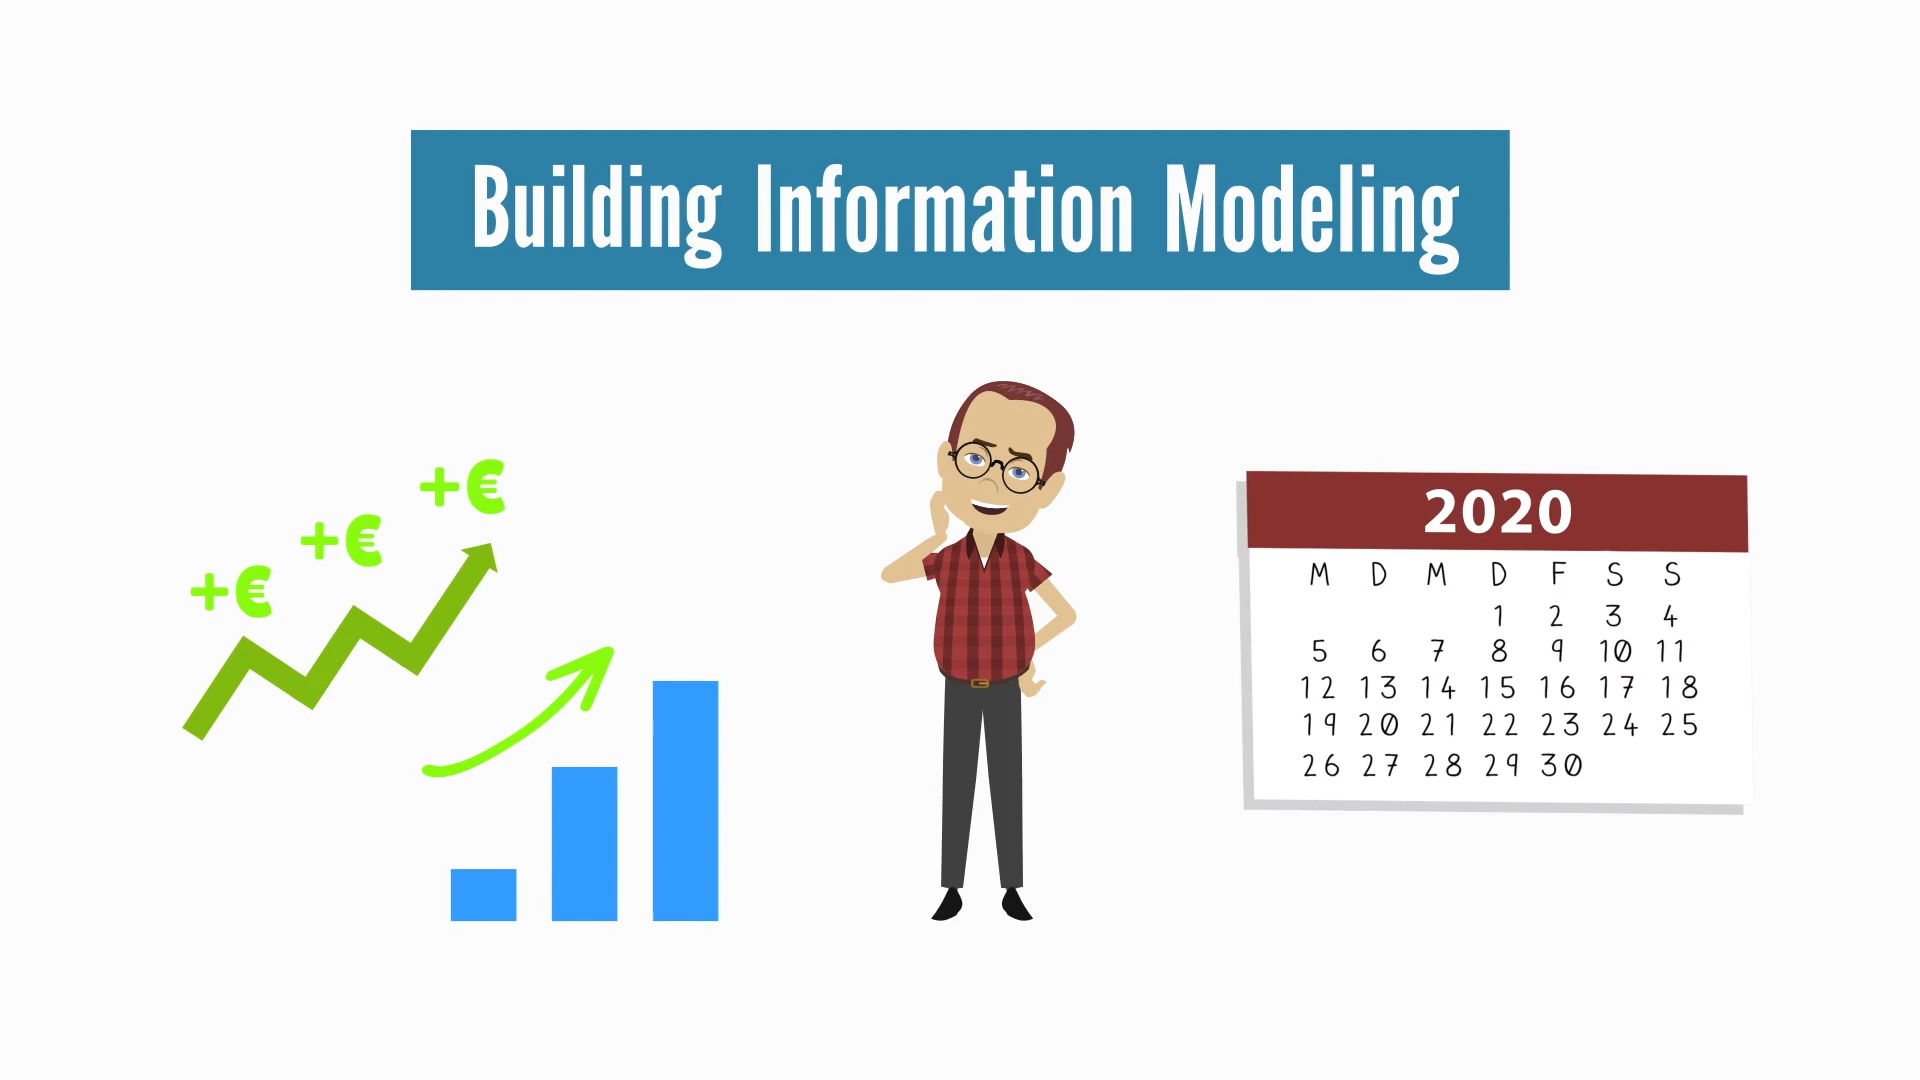 Building Information Modeling
+€
+€
+€
2020
M D M D F S S
1 2 3 4
5 6 7 8 9 10 11
12 13 14 15 16 17 18
19 20 21 22 23 24 25
26 27 28 29 30